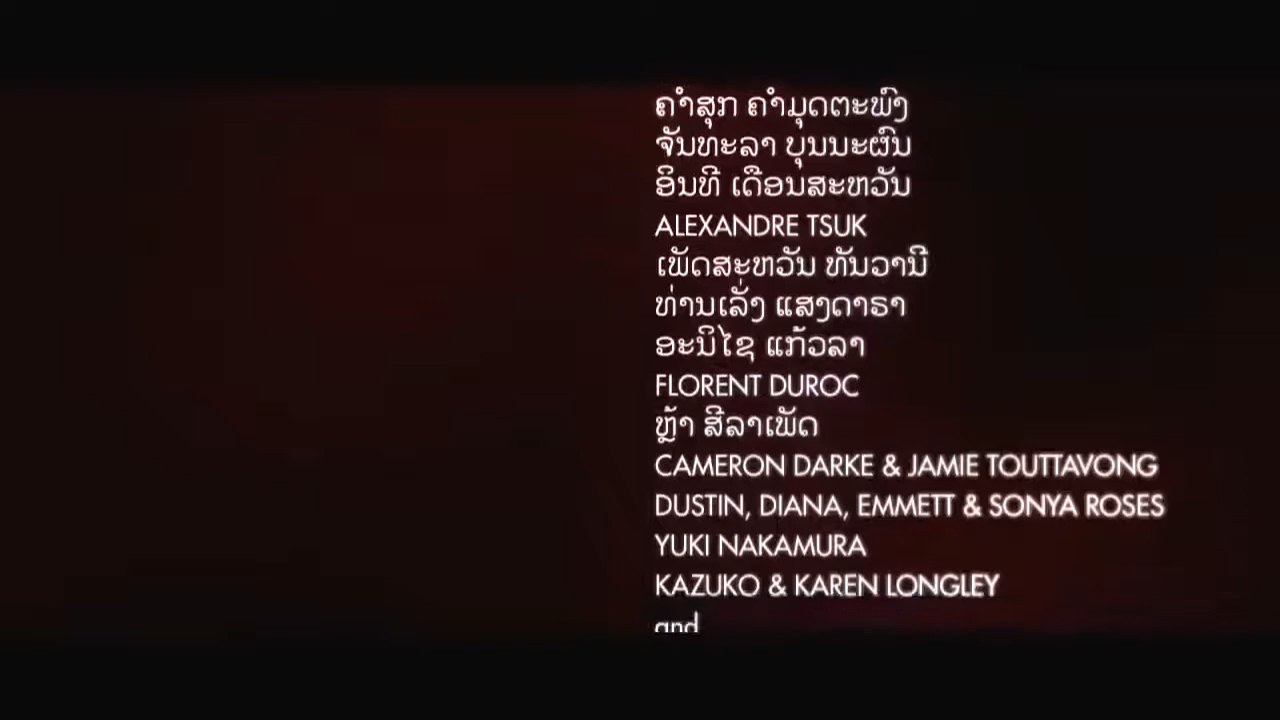 ຄຳສຸກ ຄຳມຸດຕະພົງ
ຈັນທະລາ ບຸນນະຜົນ
ອິນທີ ເດືອນສະຫວັນ
ALEXANDRE TSUK
ເພັດສະຫວັນ ທັນວານີ
ທ່ານເລັ່ງ ແສງດາຣາ
ອະນິໄຊ ແກ້ວລາ
FLORENT DUROC
ຫຼ້າ ສີລາເພັດ
CAMERON DARKE & JAMIE TOUTTAVONG
DUSTIN, DIANA, EMMETT & SONYA ROSES
YUKI NAKAMURA
KAZUKO & KAREN LONGLEY
and